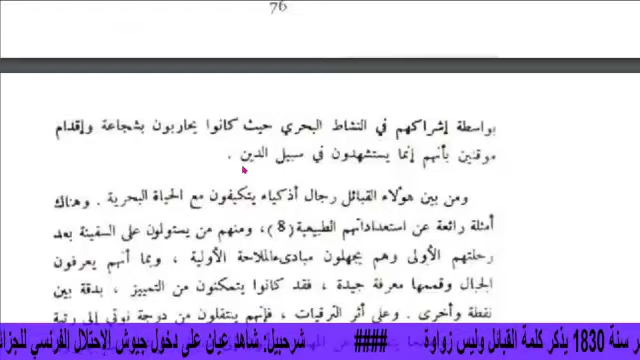 76
بواسطة إشراكهم في النشاط البحري حيث كانوا يحاربون بشجاعة وإقدام
موقنين بأنهم إنما يستشهدون في سبيل الدين .
ومن بين هؤلاء القبائل رجال أذكياء يتكيفون مع الحياة البحرية . وهناك
أمثلة رائعة عن استعداداتهم الطبيعية (8) ، ومنهم من يستولون على السفينة بعد
رحلتهم الأولى وهم يجهلون مبادىء الملاحة الأولية ، وبما أنهم يعرفون
الجبال وقممها معرفة جيدة ، فقد كانوا يتمكنون من التمييز ، بدقة بين
نقطة وأخرى . وعلى أثر الترقيات ، فإنهم ينتقلون من درجة نوتي إلى رتبة
سنة 1830 يذكر كلمة القبائل وليس زواوة #### شرحبيل: شاهد عيان على دخول جيوش الاحتلال الفرنسي للجزائر